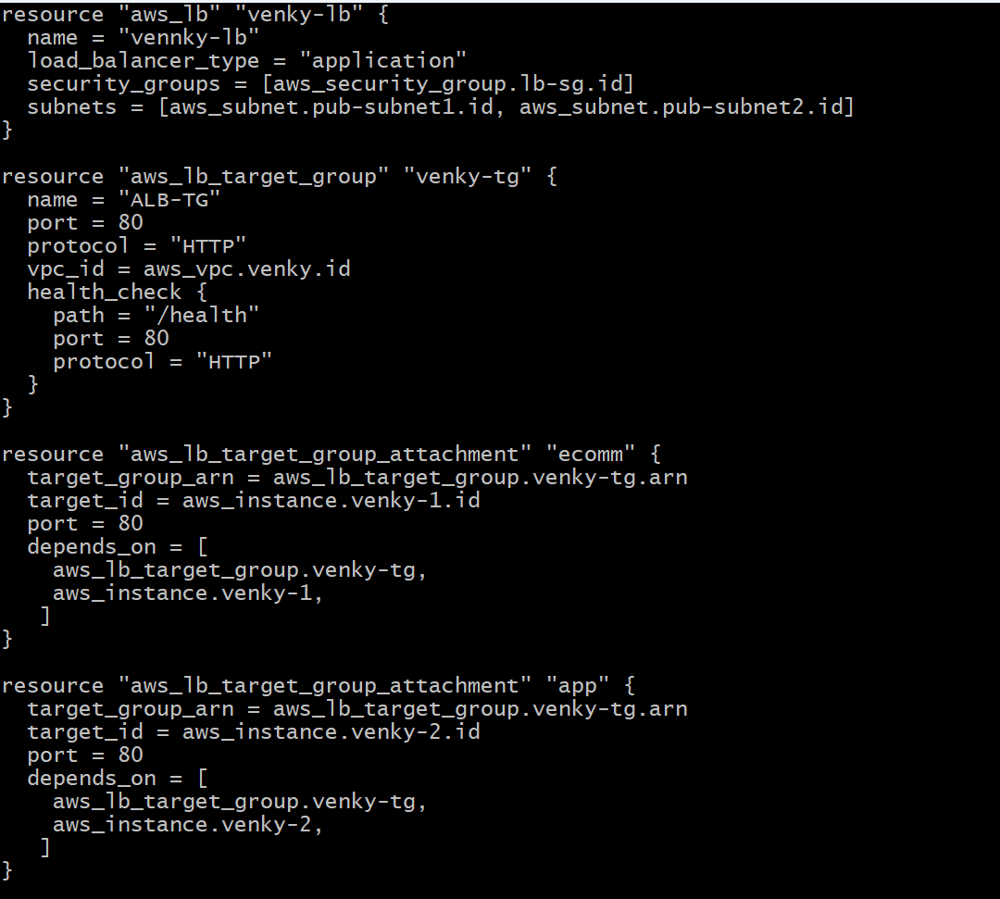 resource "aws_lb" "venky-lb" {
  name = "vennky-lb"
  load_balancer_type = "application"
  security_groups = [aws_security_group.lb-sg.id]
  subnets = [aws_subnet.pub-subnet1.id, aws_subnet.pub-subnet2.id]
}

resource "aws_lb_target_group" "venky-tg" {
  name = "ALB-TG"
  port = 80
  protocol = "HTTP"
  vpc_id = aws_vpc.venky.id
  health_check {
    path = "/health"
    port = 80
    protocol = "HTTP"
  }
}

resource "aws_lb_target_group_attachment" "ecomm" {
  target_group_arn = aws_lb_target_group.venky-tg.arn
  target_id = aws_instance.venky-1.id
  port = 80
  depends_on = [
    aws_lb_target_group.venky-tg,
    aws_instance.venky-1,
   ]
}

resource "aws_lb_target_group_attachment" "app" {
  target_group_arn = aws_lb_target_group.venky-tg.arn
  target_id = aws_instance.venky-2.id
  port = 80
  depends_on = [
    aws_lb_target_group.venky-tg,
    aws_instance.venky-2,
   ]
}